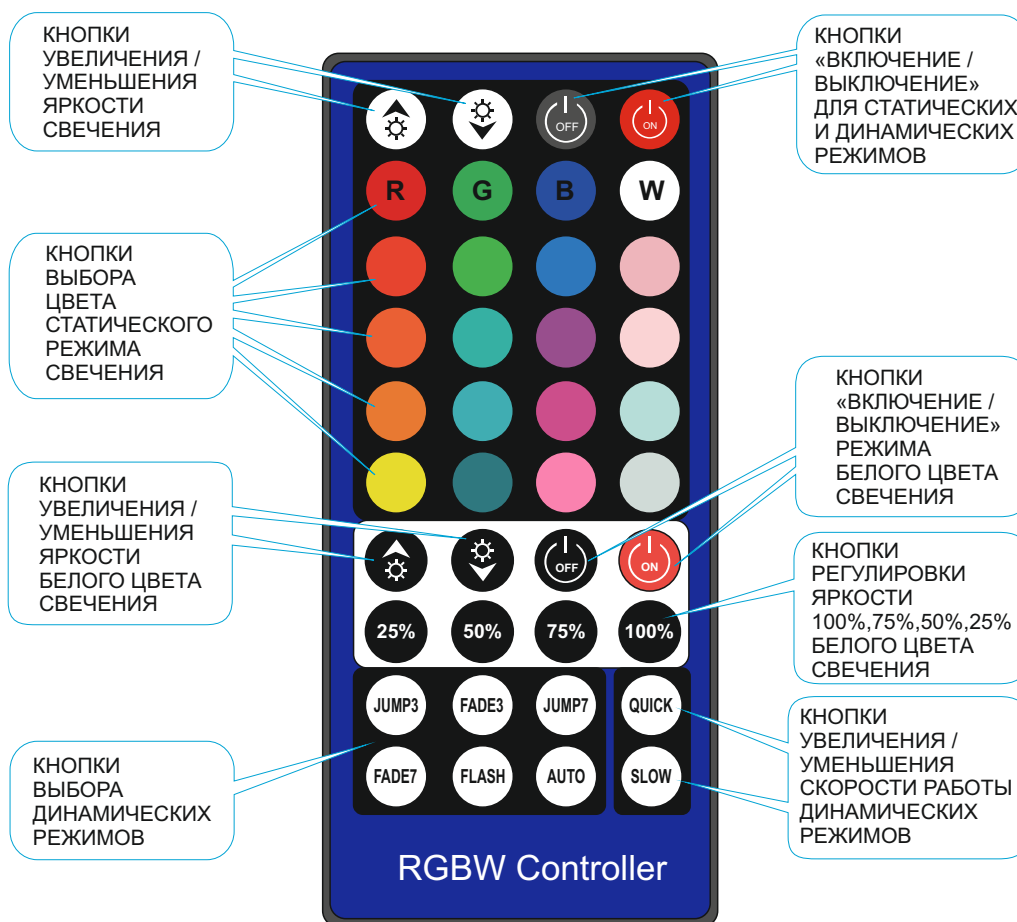 КНОПКИ
УВЕЛИЧЕНИЯ /
УМЕНЬШЕНИЯ
ЯРКОСТИ
СВЕЧЕНИЯ
КНОПКИ
«ВКЛЮЧЕНИЕ /
ВЫКЛЮЧЕНИЕ»
ДЛЯ СТАТИЧЕСКИХ
И ДИНАМИЧЕСКИХ
РЕЖИМОВ
OFF
ON
R G B W
КНОПКИ
ВЫБОРА
ЦВЕТА
СТАТИЧЕСКОГО
РЕЖИМА
СВЕЧЕНИЯ
КНОПКИ
«ВКЛЮЧЕНИЕ /
ВЫКЛЮЧЕНИЕ»
РЕЖИМА
БЕЛОГО ЦВЕТА
СВЕЧЕНИЯ
КНОПКИ
УВЕЛИЧЕНИЯ /
УМЕНЬШЕНИЯ
ЯРКОСТИ
БЕЛОГО ЦВЕТА
СВЕЧЕНИЯ
OFF
ON
25% 50% 75% 100%
КНОПКИ
РЕГУЛИРОВКИ
ЯРКОСТИ
100%,75%,50%,25%
БЕЛОГО ЦВЕТА
СВЕЧЕНИЯ
JUMP3 FADE3 JUMP7 QUICK
FADE7 FLASH AUTO SLOW
КНОПКИ
ВЫБОРА
ДИНАМИЧЕСКИХ
РЕЖИМОВ
КНОПКИ
УВЕЛИЧЕНИЯ /
УМЕНЬШЕНИЯ
СКОРОСТИ РАБОТЫ
ДИНАМИЧЕСКИХ
РЕЖИМОВ
RGBW Controller